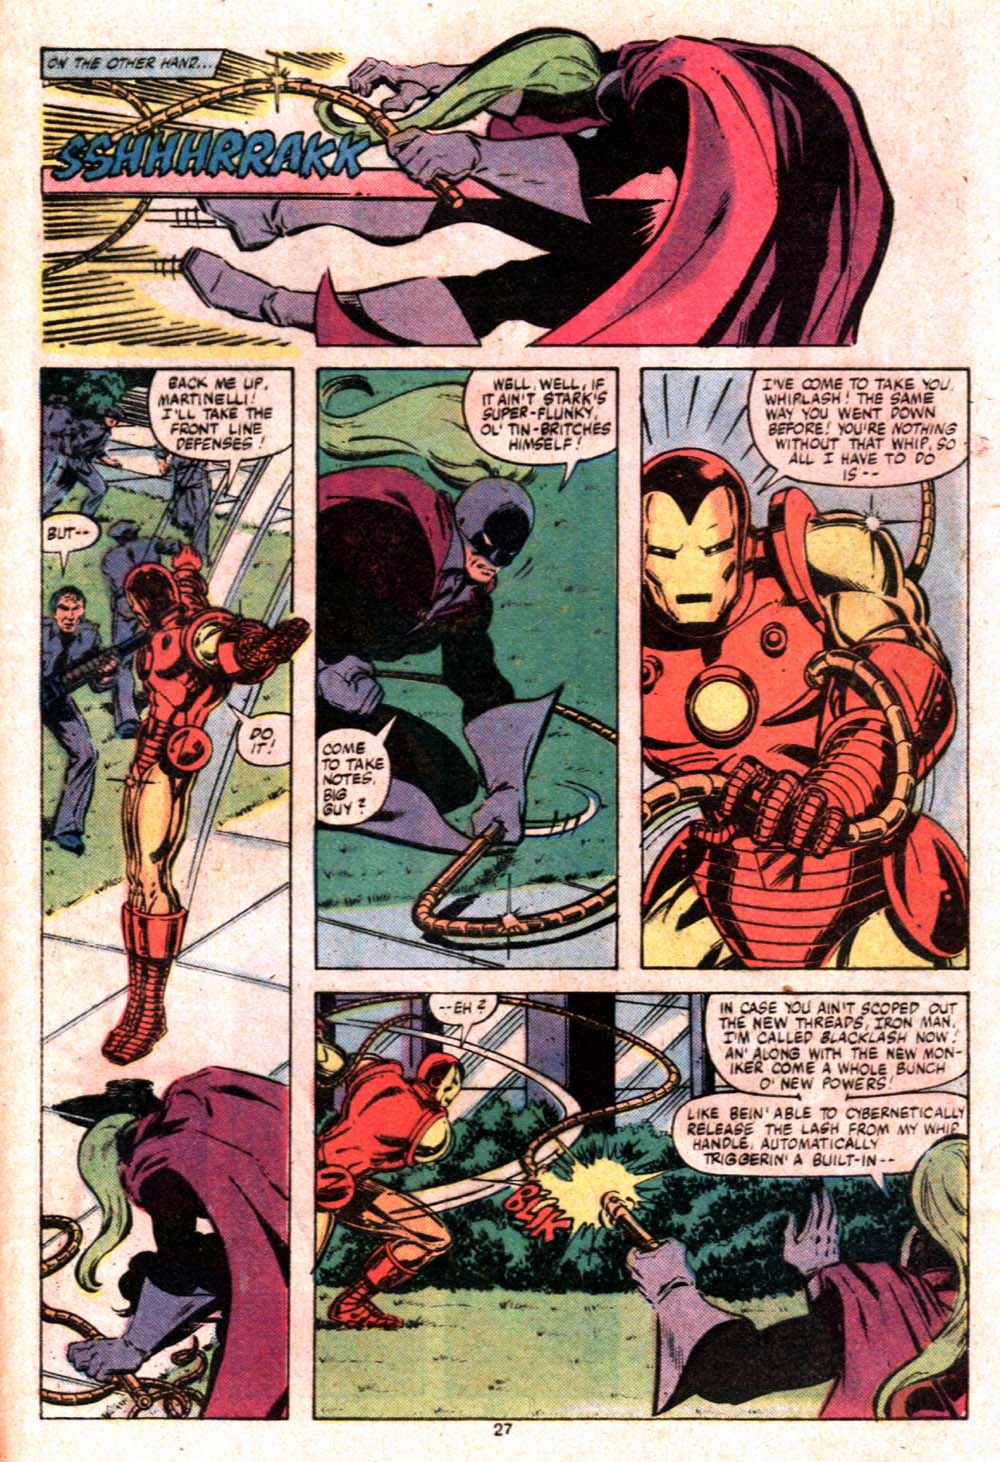 ON THE OTHER HAND...
SSHHHRRAKK
BACK ME UP,
MARTINELLI!
I'LL TAKE THE
FRONT LINE
DEFENSES!
BUT--
DO
IT!
WELL, WELL, IF
IT AIN'T STARK'S
SUPER-FLUNKY,
OL' TIN-BRITCHES
HIMSELF!
COME
TO TAKE
NOTES,
BIG
GUY?
I'VE COME TO TAKE YOU,
WHIPLASH! THE SAME
WAY YOU WENT DOWN
BEFORE! YOU'RE NOTHING
WITHOUT THAT WHIP, SO
ALL I HAVE TO DO
IS--
--EH?
IN CASE YOU AIN'T SCOPED OUT
THE NEW THREADS, IRON MAN,
I'M CALLED BLACKLASH NOW!
AN' ALONG WITH THE NEW MON-
IKER COME A WHOLE BUNCH
O' NEW POWERS!
LIKE BEIN' ABLE TO CYBERNETICALLY
RELEASE THE LASH FROM MY WHIP
HANDLE, AUTOMATICALLY
TRIGGERIN' A BUILT-IN--
BLIK
27